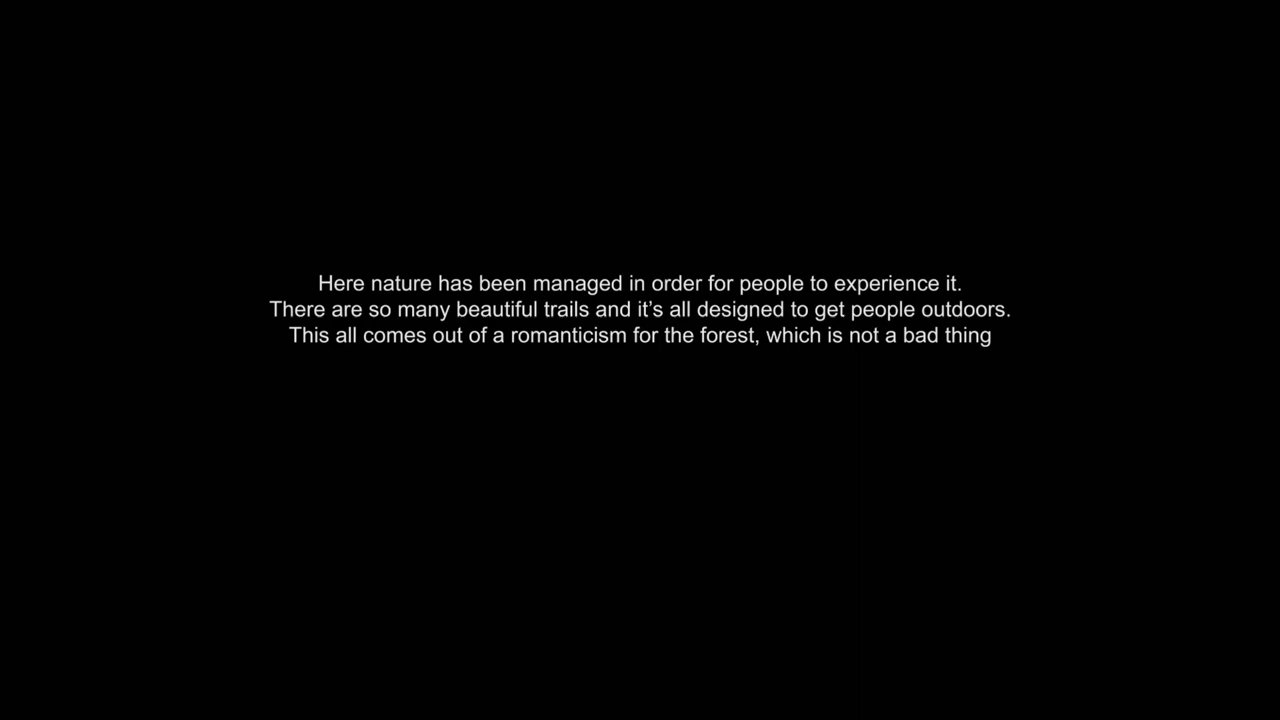 Here nature has been managed in order for people to experience it.
There are so many beautiful trails and it’s all designed to get people outdoors.
This all comes out of a romanticism for the forest, which is not a bad thing